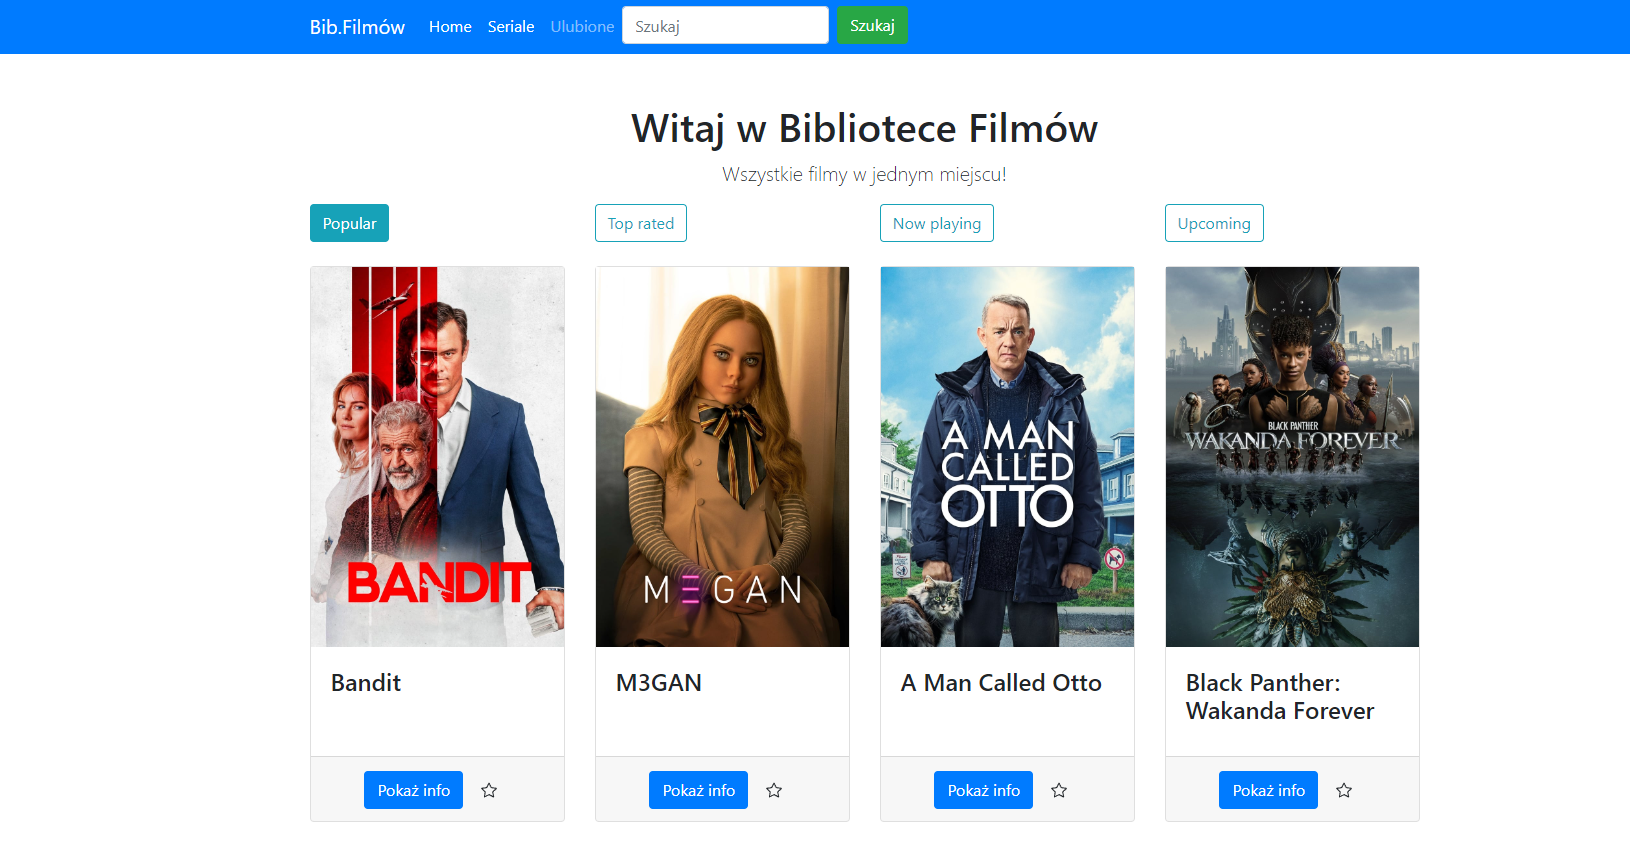 Bib.Filmów Home Seriale Ulubione Szukaj Szukaj
Witaj w Bibliotece Filmów
Wszystkie filmy w jednym miejscu!
Popular Top rated Now playing Upcoming
BANDIT
MEGAN
A MAN
CALLED
OTTO
BLACK PANTHER
WAKANDA FOREVER
Bandit
M3GAN
A Man Called Otto
Black Panther:
Wakanda Forever
Pokaż info
Pokaż info
Pokaż info
Pokaż info